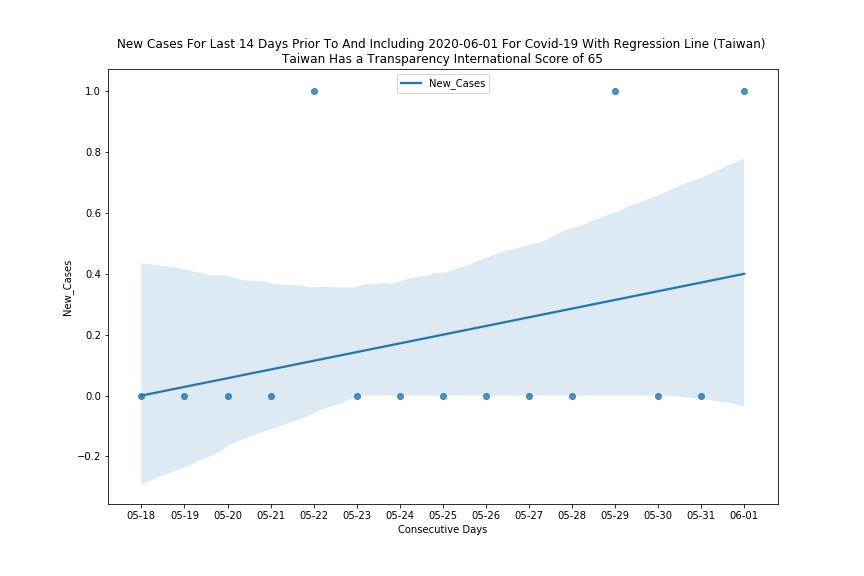 New Cases For Last 14 Days Prior To And Including 2020-06-01 For Covid-19 With Regression Line (Taiwan)
Taiwan Has a Transparency International Score of 65
New_Cases
1.0
0.8
0.6
0.4
0.2
0.0
−0.2
New_Cases
05-18 05-19 05-20 05-21 05-22 05-23 05-24 05-25 05-26 05-27 05-28 05-29 05-30 05-31 06-01
Consecutive Days